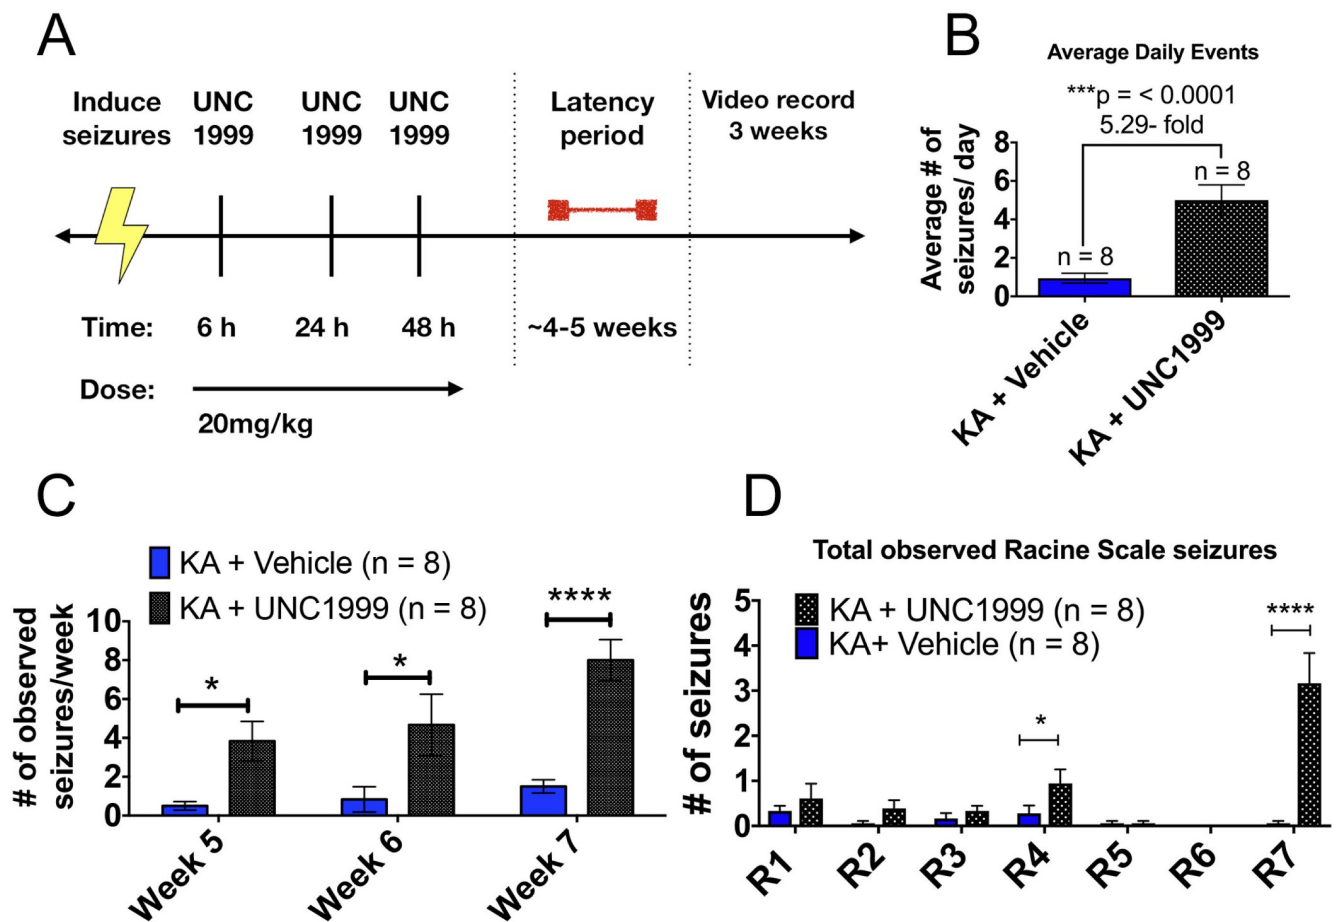 A
Induce seizures
UNC 1999
UNC 1999
UNC 1999
Latency period
Video record 3 weeks
Time:
6 h
24 h
48 h
~4-5 weeks
Dose:
20mg/kg
B
Average Daily Events
***p = < 0.0001
5.29- fold
Average # of
seizures/ day
8
6
4
2
0
n = 8
n = 8
KA + Vehicle
KA + UNC1999
C
KA + Vehicle (n = 8)
KA + UNC1999 (n = 8)
# of observed
seizures/week
10
8
6
4
2
0
*
*
****
Week 5
Week 6
Week 7
D
Total observed Racine Scale seizures
KA + UNC1999 (n = 8)
KA+ Vehicle (n = 8)
# of seizures
5
4
3
2
1
0
*
****
R1
R2
R3
R4
R5
R6
R7